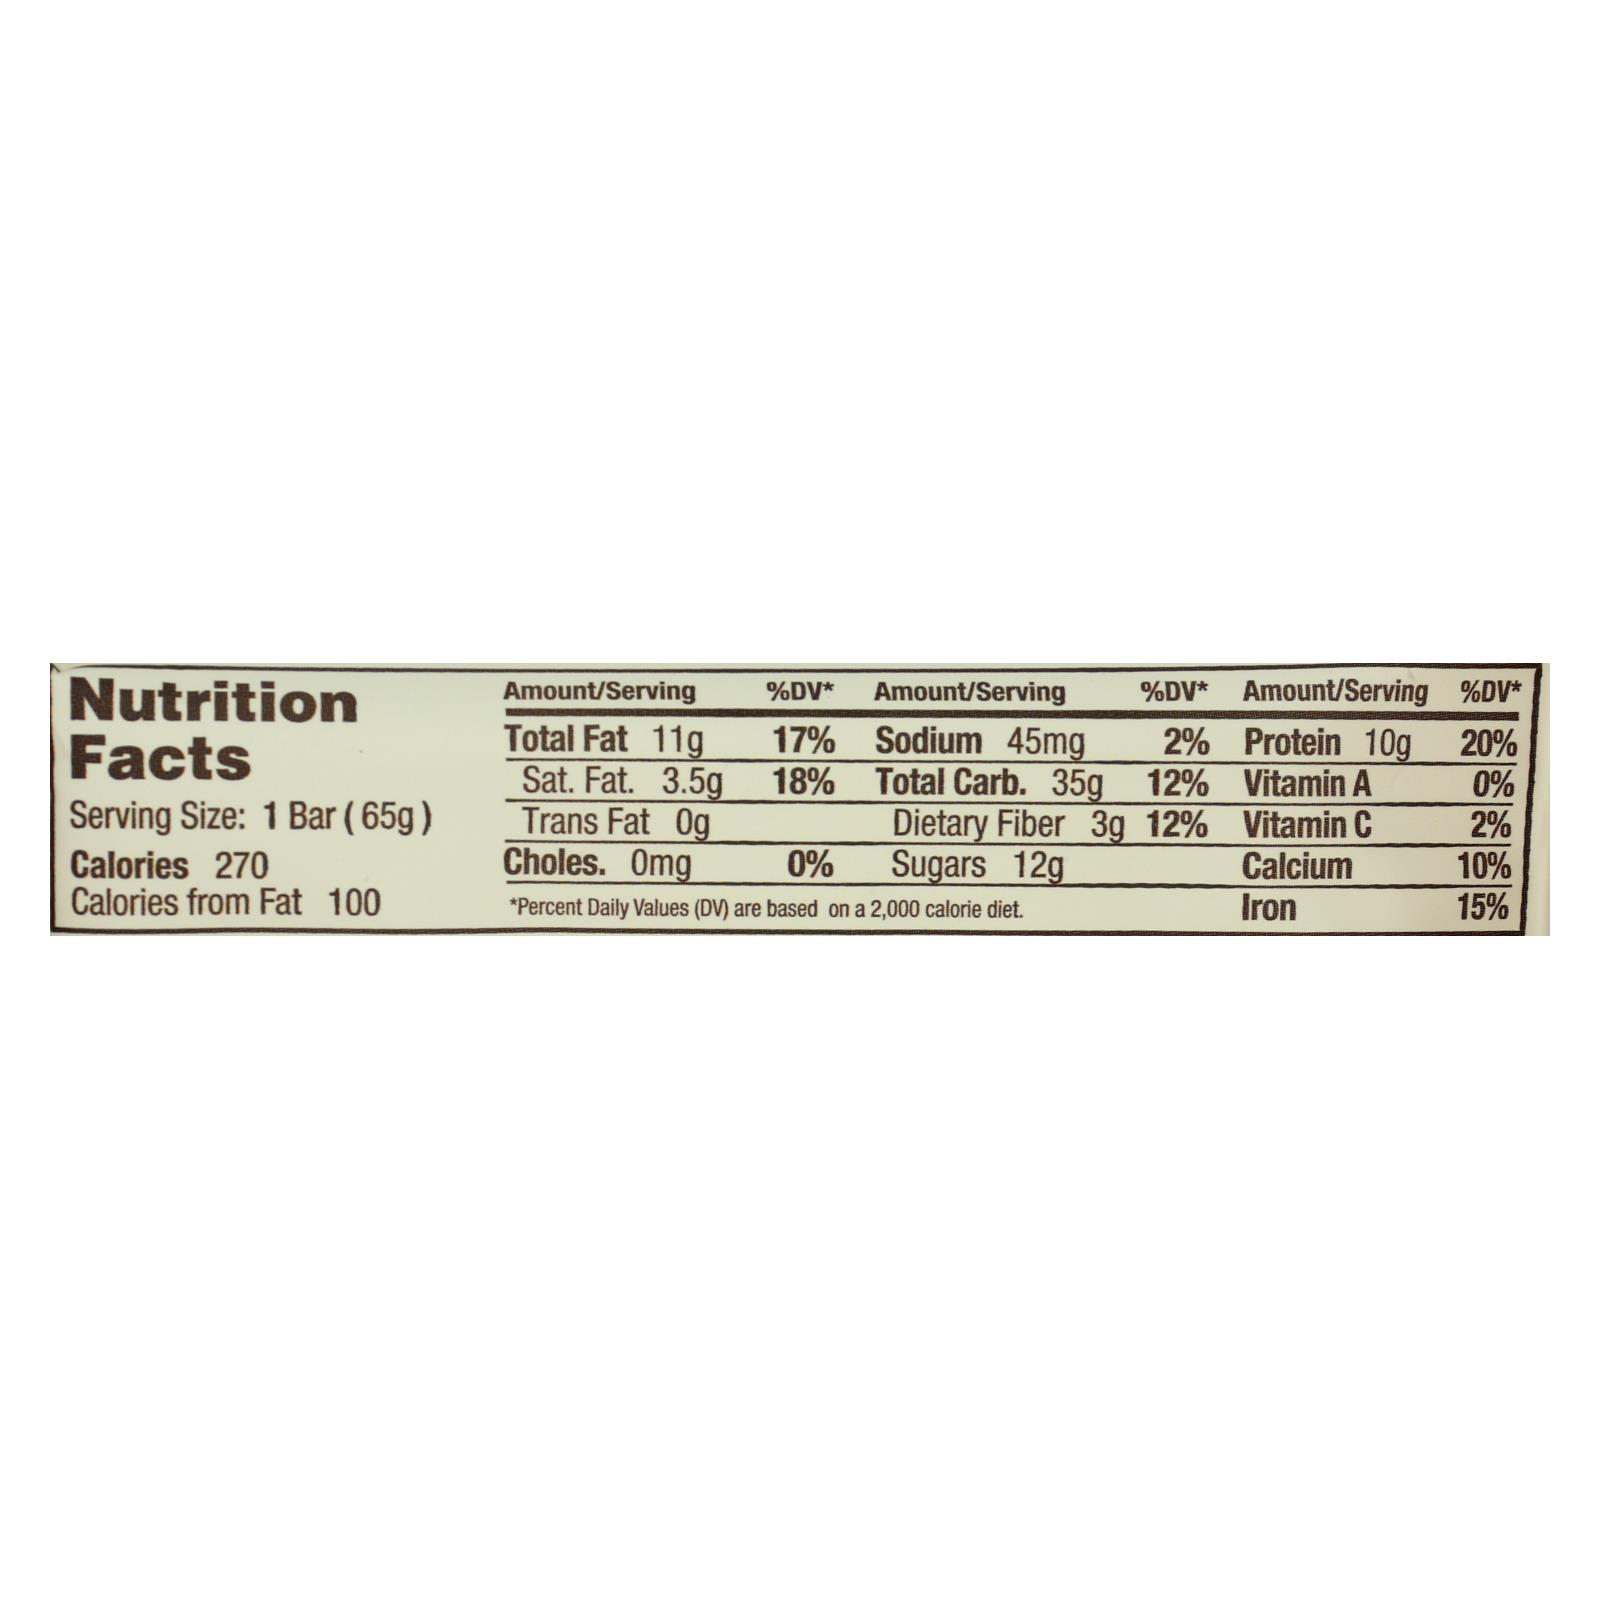 Nutrition
Facts
Serving Size: 1 Bar ( 65g )
Calories 270
Calories from Fat 100
Amount/Serving %DV*
Total Fat 11g 17%
Sat. Fat. 3.5g 18%
Trans Fat 0g
Choles. 0mg 0%
Amount/Serving %DV*
Sodium 45mg 2%
Total Carb. 35g 12%
Dietary Fiber 3g 12%
Sugars 12g
*Percent Daily Values (DV) are based on a 2,000 calorie diet.
Amount/Serving %DV*
Protein 10g 20%
Vitamin A 0%
Vitamin C 2%
Calcium 10%
Iron 15%